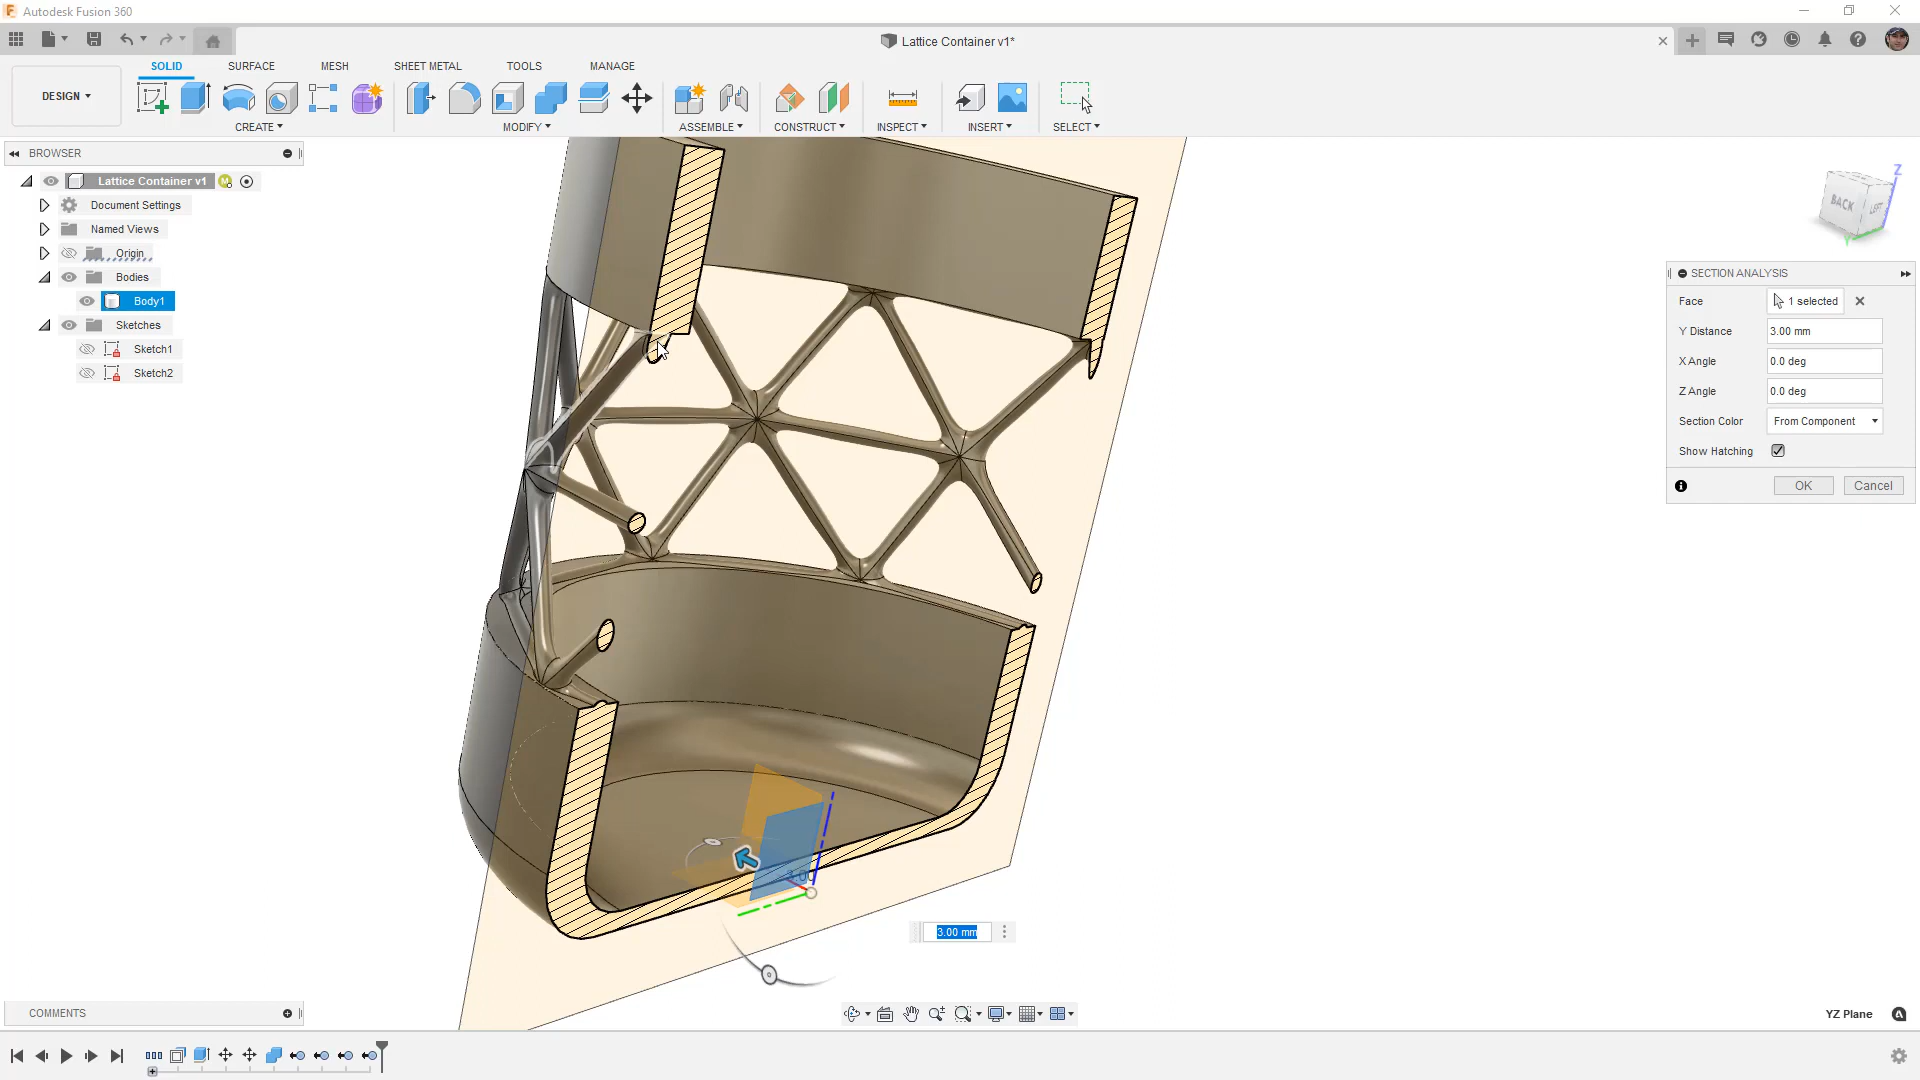 Autodesk Fusion 360
Lattice Container v1*
SOLID SURFACE MESH SHEET METAL TOOLS MANAGE
DESIGN
CREATE MODIFY ASSEMBLE CONSTRUCT INSPECT INSERT SELECT
BROWSER
Lattice Container v1
Document Settings
Named Views
Origin
Bodies
Body1
Sketches
Sketch1
Sketch2
BACK LEFT
Z
Y
SECTION ANALYSIS
Face 1 selected
Y Distance 3.00 mm
X Angle 0.0 deg
Z Angle 0.0 deg
Section Color From Component
Show Hatching
OK Cancel
3.00
3.00 mm
COMMENTS
YZ Plane